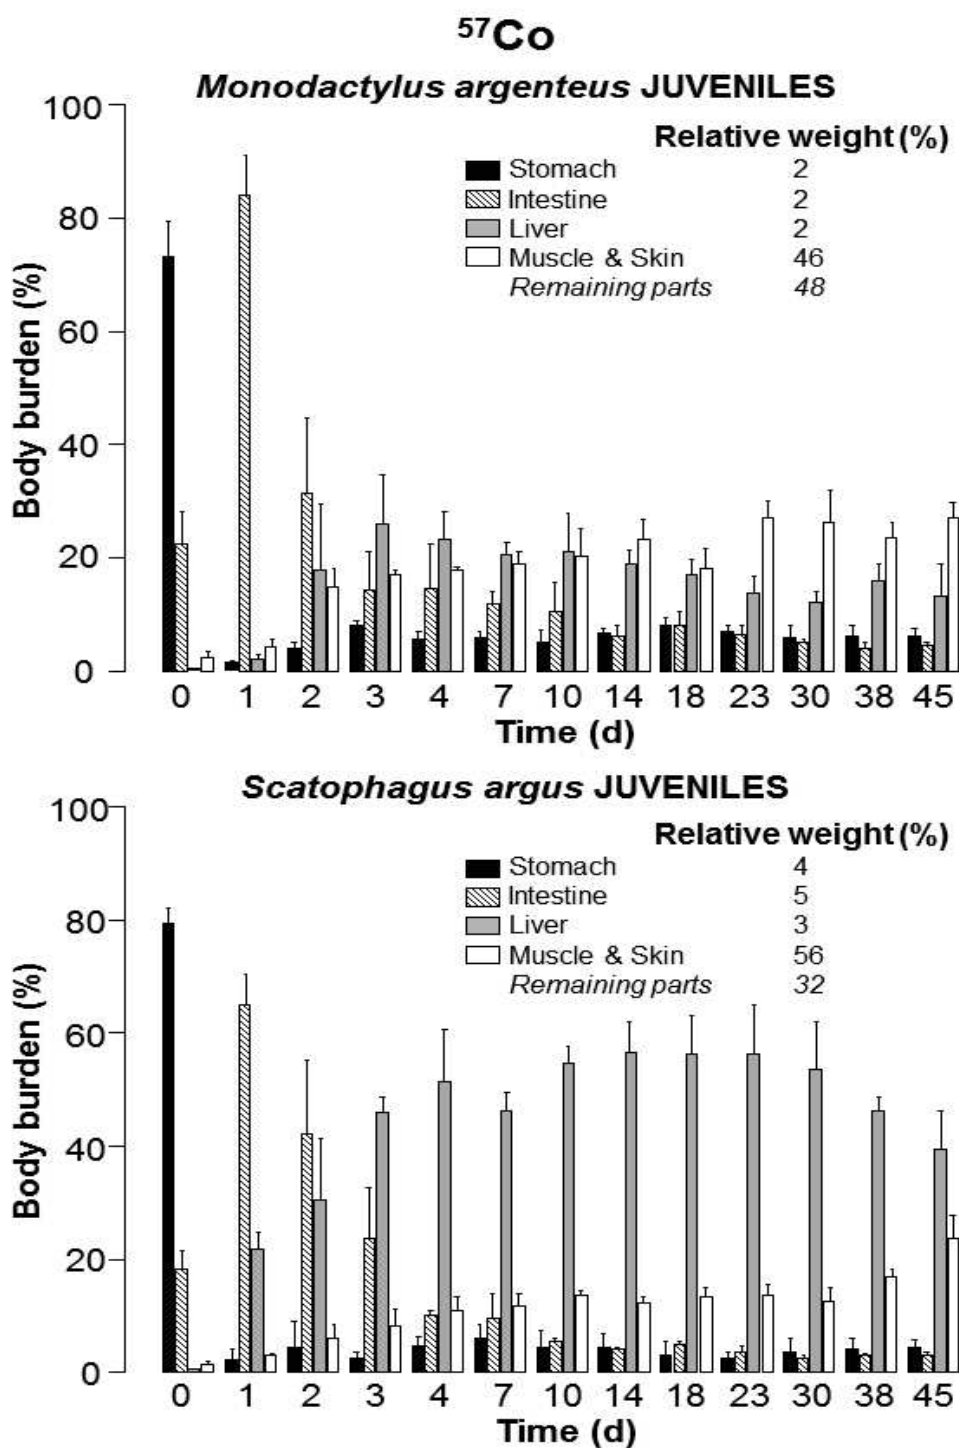 ⁵⁷Co
Monodactylus argenteus JUVENILES
100
80
60
40
20
0
Body burden (%)
Relative weight (%)
Stomach 2
Intestine 2
Liver 2
Muscle & Skin 46
Remaining parts 48
0 1 2 3 4 7 10 14 18 23 30 38 45
Time (d)
Scatophagus argus JUVENILES
100
80
60
40
20
0
Body burden (%)
Relative weight (%)
Stomach 4
Intestine 5
Liver 3
Muscle & Skin 56
Remaining parts 32
0 1 2 3 4 7 10 14 18 23 30 38 45
Time (d)